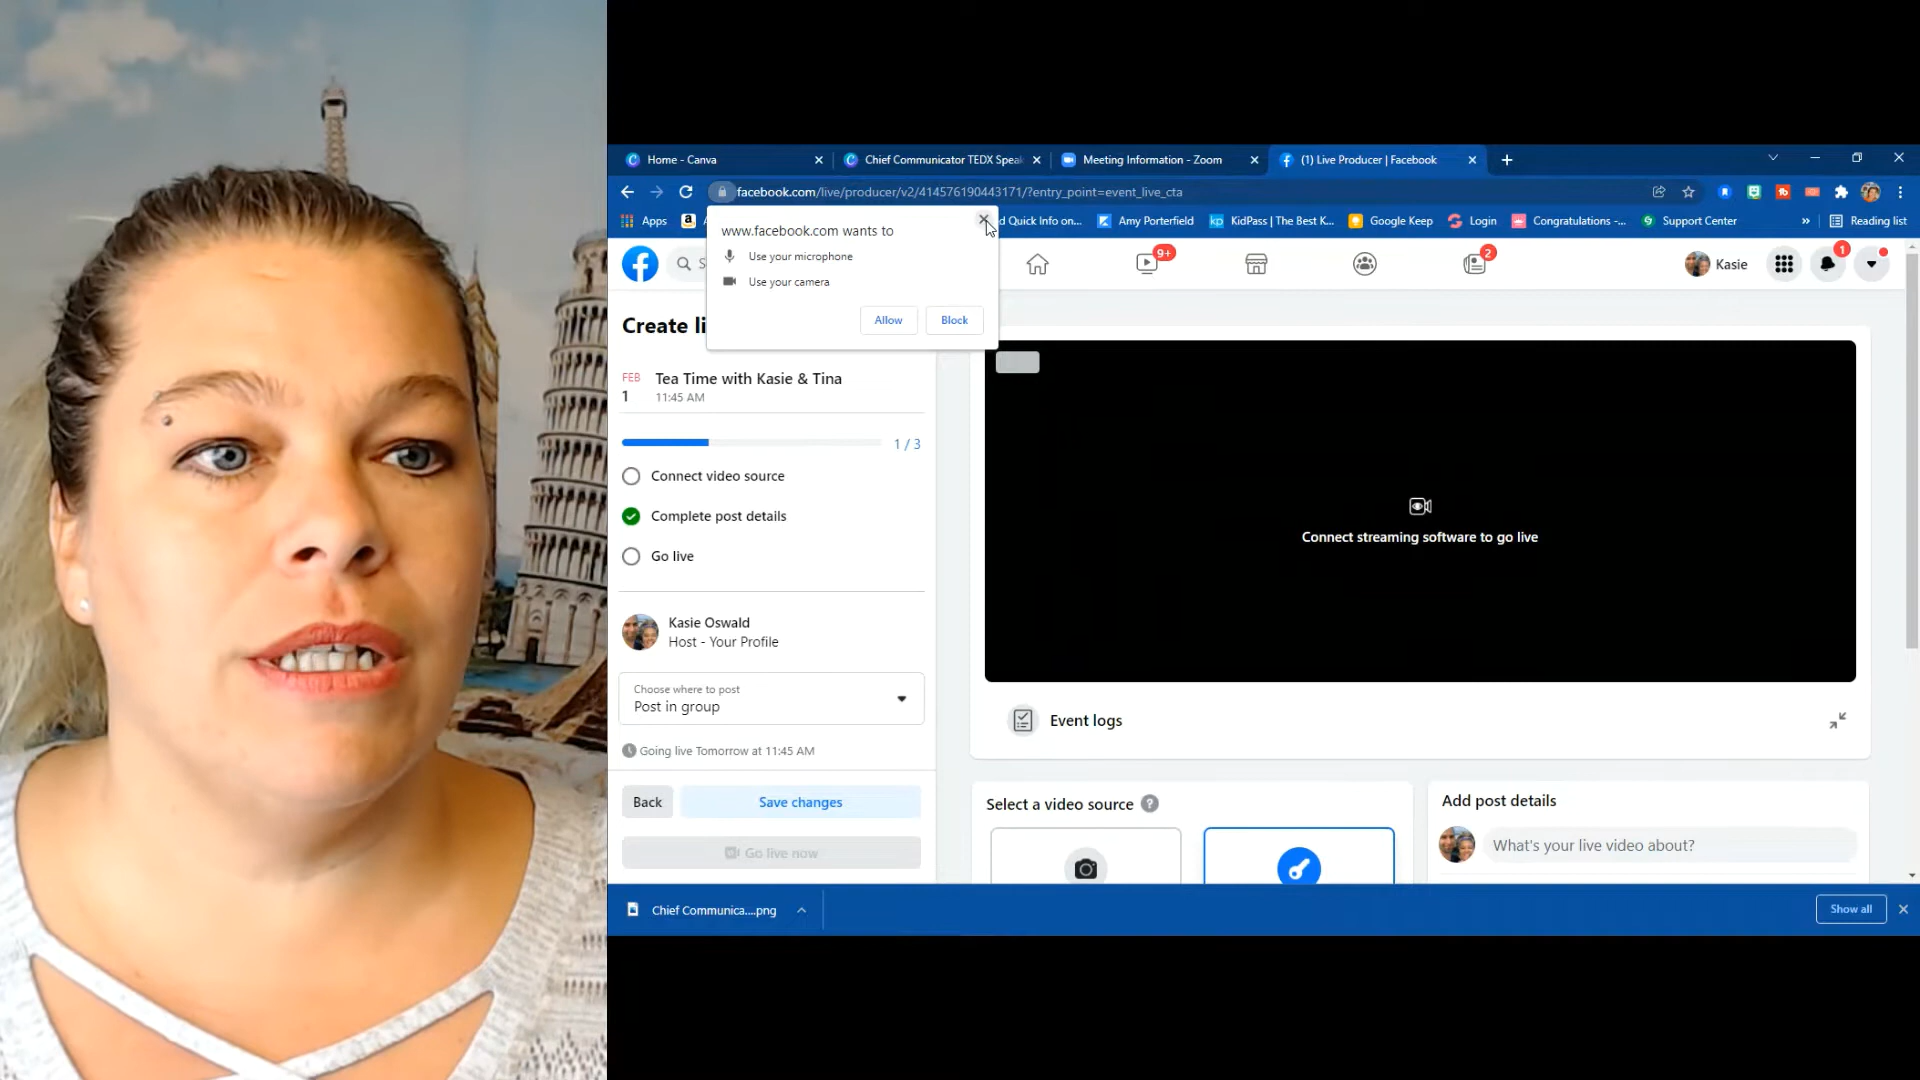 Home - Canva
Chief Communicator TEDX Speak
Meeting Information - Zoom
(1) Live Producer | Facebook
facebook.com/live/producer/v2/414576190443171/?entry_point=event_live_cta
Apps
d Quick Info on...
Amy Porterfield
kp
KidPass | The Best K...
Google Keep
Login
Congratulations -...
Support Center
»
Reading list
www.facebook.com wants to
Use your microphone
Use your camera
Allow
Block
S
9+
2
Kasie
1
Create li
FEB
1
Tea Time with Kasie & Tina
11:45 AM
1 / 3
Connect video source
Complete post details
Go live
Kasie Oswald
Host - Your Profile
Choose where to post
Post in group
Going live Tomorrow at 11:45 AM
Back
Save changes
Go live now
Connect streaming software to go live
Event logs
Select a video source ?
Add post details
What's your live video about?
Chief Communica....png
Show all